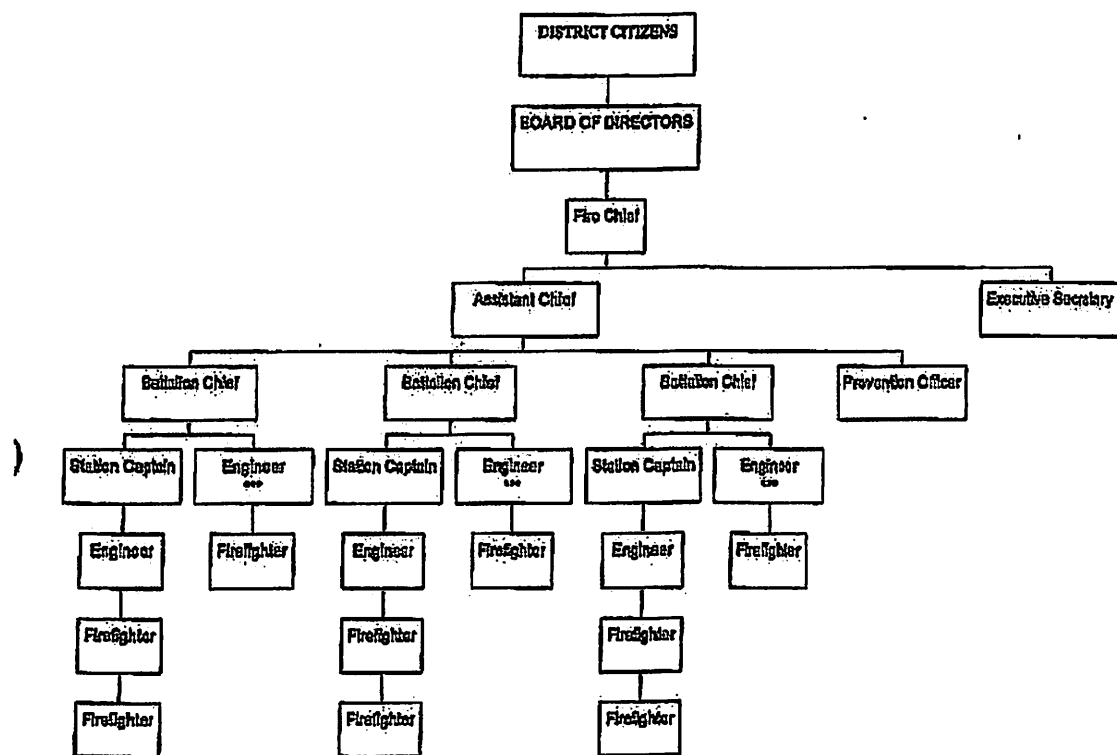 DISTRICT CITIZENS
BOARD OF DIRECTORS
Fire Chief
Assistant Chief
Executive Secretary
Battalion Chief
Battalion Chief
Battalion Chief
Prevention Officer
Station Captain
Engineer
***
Station Captain
Engineer
***
Station Captain
Engineer
***
Engineer
Firefighter
Engineer
Firefighter
Engineer
Firefighter
Firefighter
Firefighter
Firefighter
Firefighter
Firefighter
Firefighter